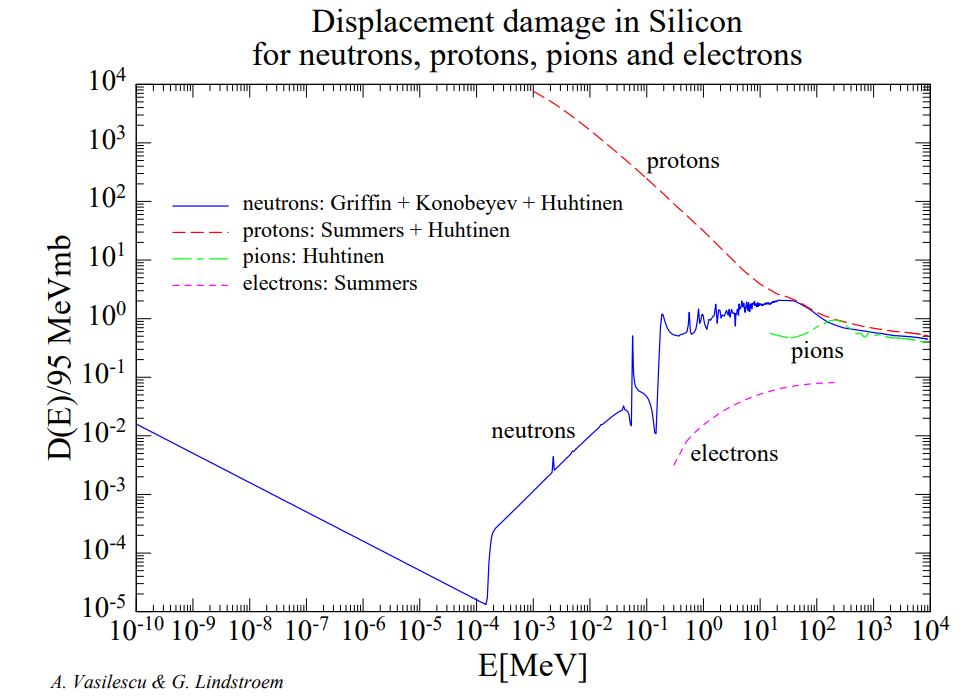 Displacement damage in Silicon
for neutrons, protons, pions and electrons
D(E)/95 MeVmb
10^4
10^3
10^2
10^1
10^0
10^-1
10^-2
10^-3
10^-4
10^-5
neutrons: Griffin + Konobeyev + Huhtinen
protons: Summers + Huhtinen
pions: Huhtinen
electrons: Summers
protons
pions
neutrons
electrons
10^-10 10^-9 10^-8 10^-7 10^-6 10^-5 10^-4 10^-3 10^-2 10^-1 10^0 10^1 10^2 10^3 10^4
E[MeV]
A. Vasilescu & G. Lindstroem